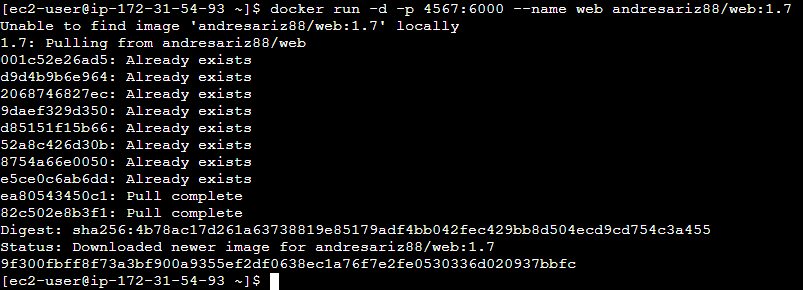 [ec2-user@ip-172-31-54-93 ~]$ docker run -d -p 4567:6000 --name web andresariz88/web:1.7
Unable to find image 'andresariz88/web:1.7' locally
1.7: Pulling from andresariz88/web
001c52e26ad5: Already exists
d9d4b9b6e964: Already exists
2068746827ec: Already exists
9daef329d350: Already exists
d85151f15b66: Already exists
52a8c426d30b: Already exists
8754a66e0050: Already exists
e5ce0c6ab6dd: Already exists
ea80543450c1: Pull complete
82c502e8b3f1: Pull complete
Digest: sha256:4b78ac17d261a63738819e85179adf4bb042fec429bb8d504ecd9cd754c3a455
Status: Downloaded newer image for andresariz88/web:1.7
9f300fbff8f73a3bf900a9355ef2df0638ec1a76f7e2fe0530336d020937bbfc
[ec2-user@ip-172-31-54-93 ~]$